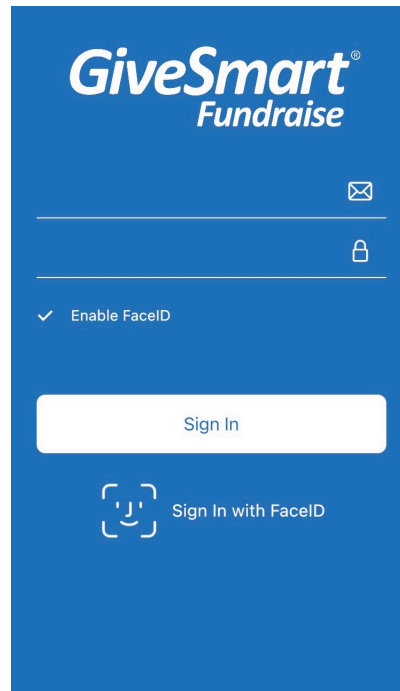 GiveSmart®
Fundraise
Enable FaceID
Sign In
Sign In with FaceID